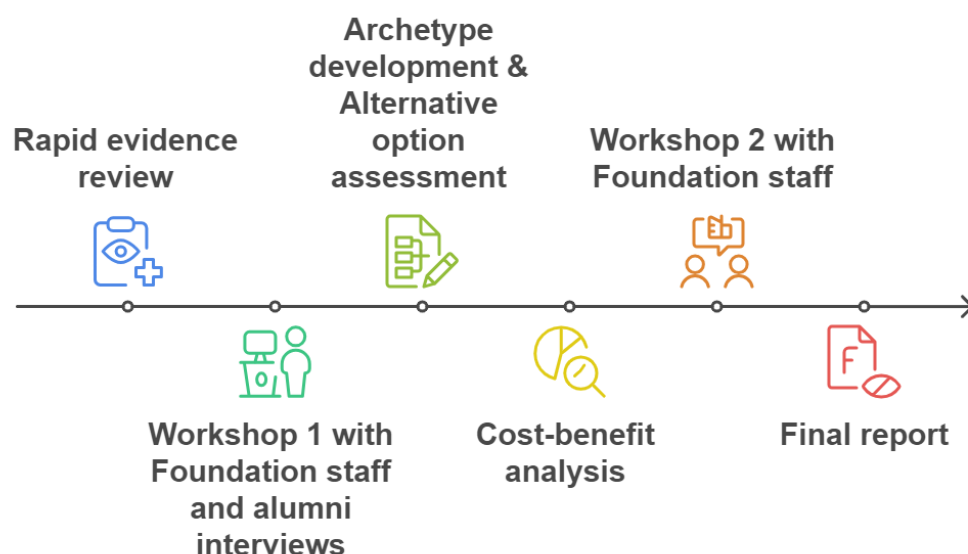 Rapid evidence
review
Workshop 1 with
Foundation staff
and alumni
interviews
Archetype
development &
Alternative
option
assessment
Cost-benefit
analysis
Workshop 2 with
Foundation staff
F
Final report